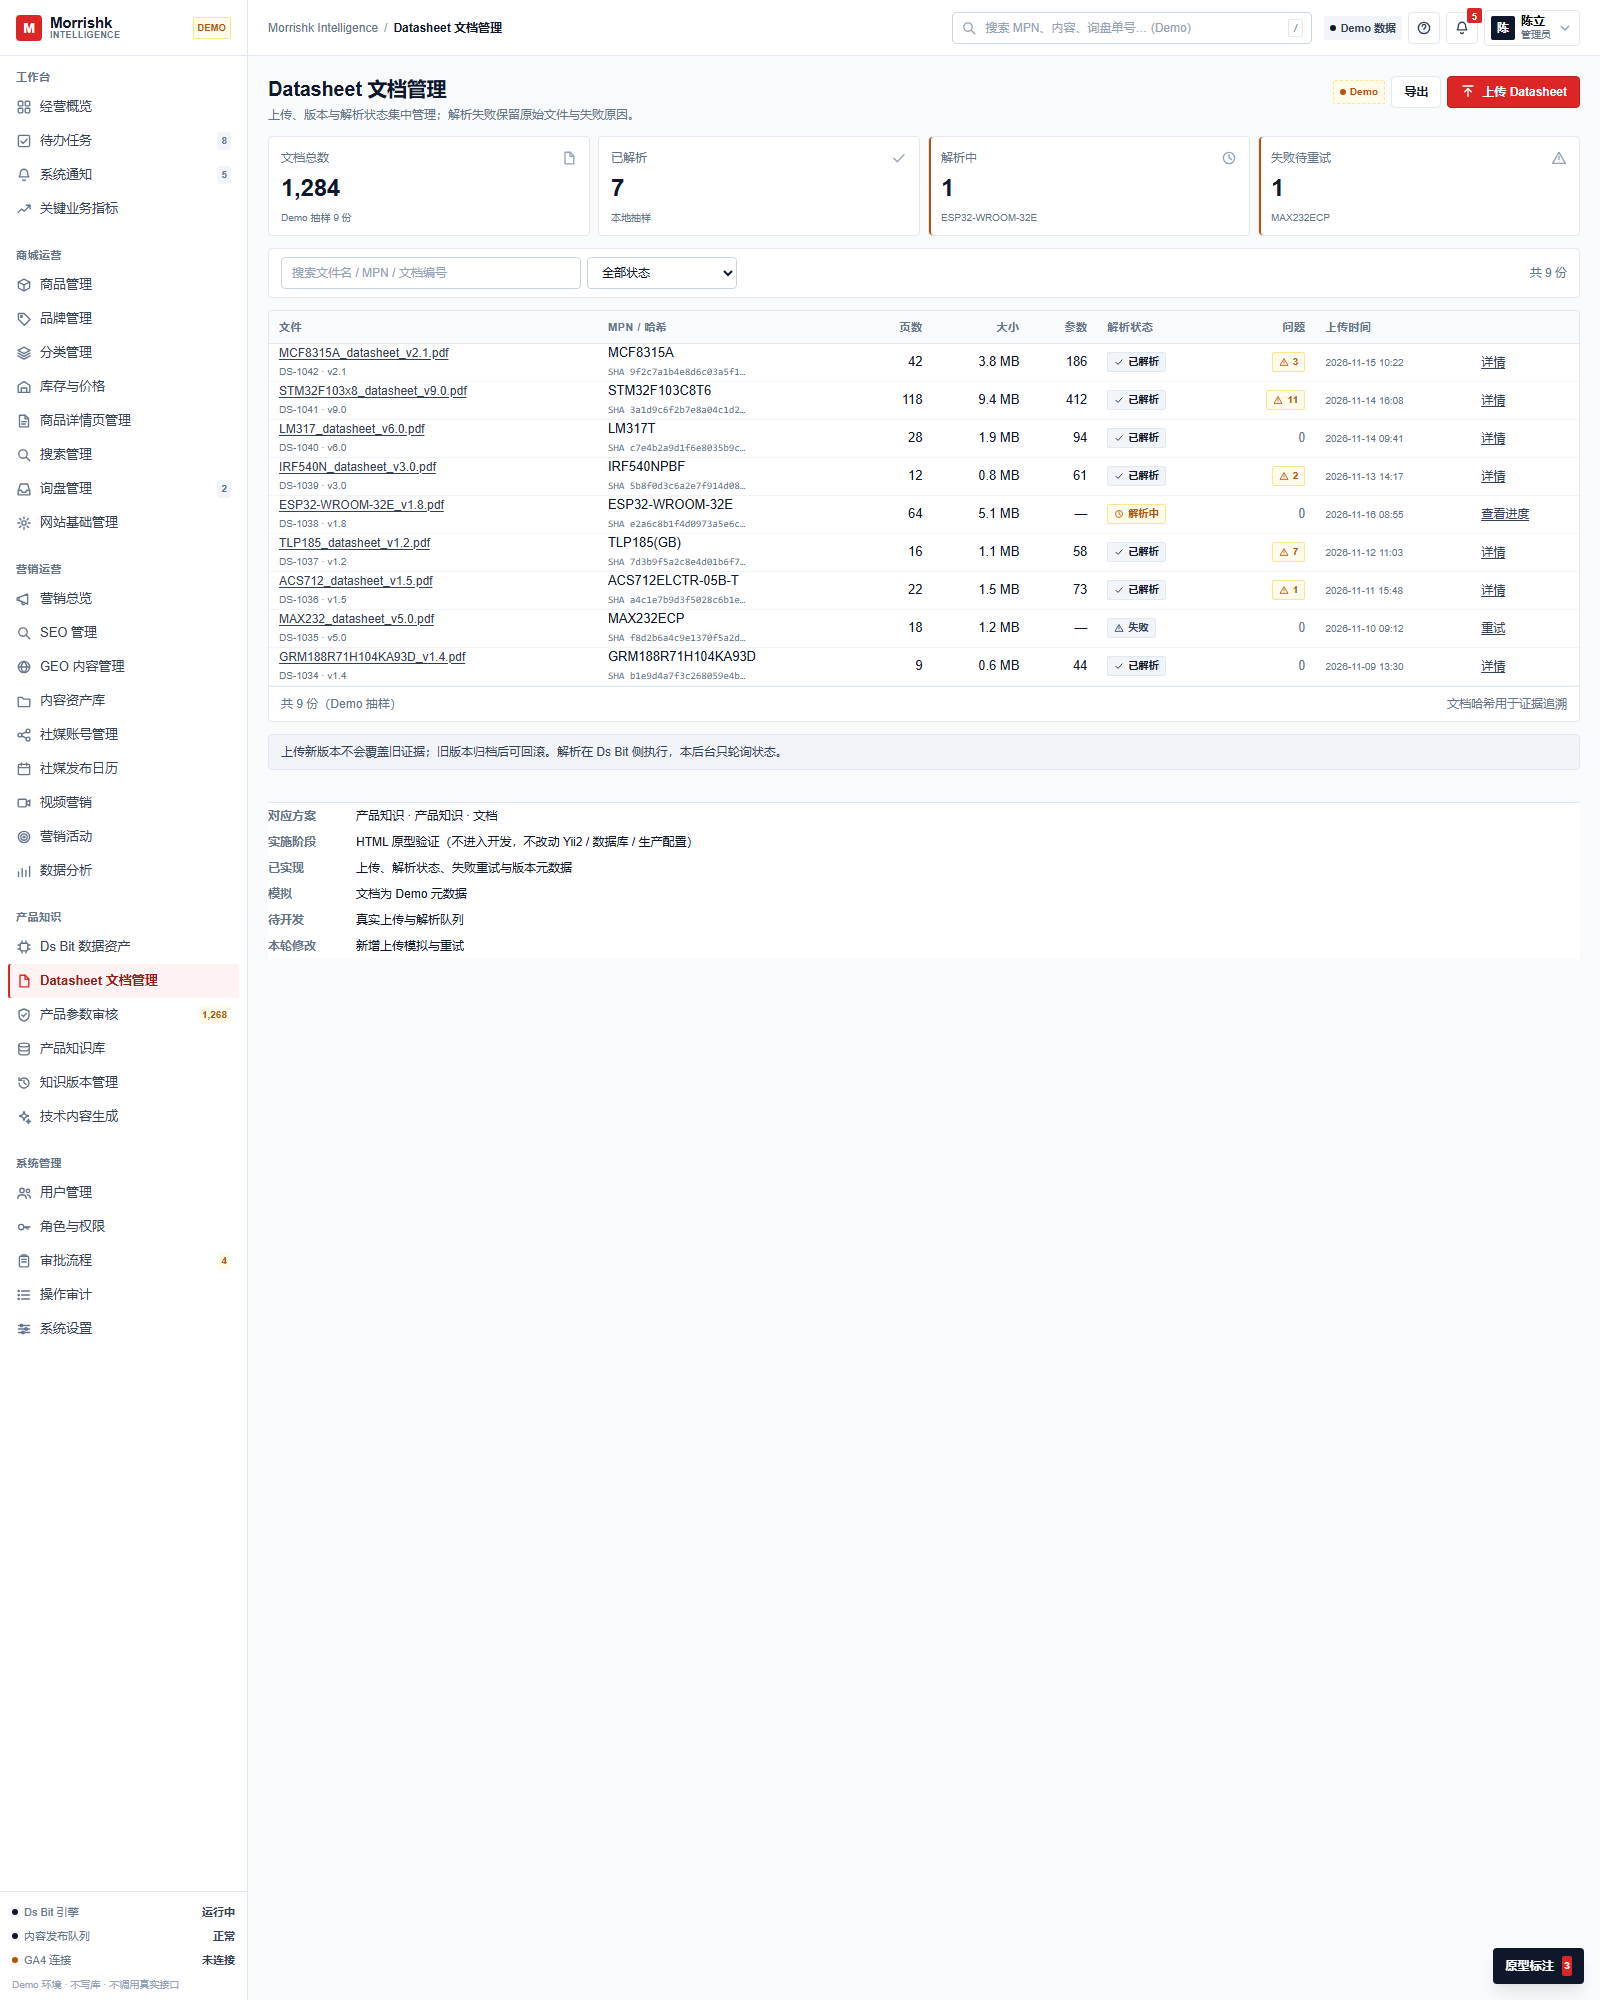 M
Morrishk
INTELLIGENCE
DEMO
工作台
经营概览
待办任务 8
系统通知 5
关键业务指标
商城运营
商品管理
品牌管理
分类管理
库存与价格
商品详情页管理
搜索管理
询盘管理 2
网站基础管理
营销运营
营销总览
SEO 管理
GEO 内容管理
内容资产库
社媒账号管理
社媒发布日历
视频营销
营销活动
数据分析
产品知识
Ds Bit 数据资产
Datasheet 文档管理
产品参数审核 1,268
产品知识库
知识版本管理
技术内容生成
系统管理
用户管理
角色与权限
审批流程 4
操作审计
系统设置
Ds Bit 引擎 运行中
内容发布队列 正常
GA4 连接 未连接
Demo 环境 · 不写库 · 不调用真实接口
Morrishk Intelligence / Datasheet 文档管理
搜索 MPN、内容、询盘单号… (Demo) /
Demo 数据
5
陈
陈立
管理员
Datasheet 文档管理
上传、版本与解析状态集中管理；解析失败保留原始文件与失败原因。
Demo
导出
上传 Datasheet
文档总数
1,284
Demo 抽样 9 份
已解析
7
本地抽样
解析中
1
ESP32-WROOM-32E
失败待重试
1
MAX232ECP
搜索文件名 / MPN / 文档编号
全部状态
共 9 份
文件 MPN / 哈希 页数 大小 参数 解析状态 问题 上传时间
MCF8315A_datasheet_v2.1.pdf MCF8315A 42 3.8 MB 186 已解析 3 2026-11-15 10:22 详情
DS-1042 · v2.1 SHA 9f2c7a1b4e8d6c03a5f1…
STM32F103x8_datasheet_v9.0.pdf STM32F103C8T6 118 9.4 MB 412 已解析 11 2026-11-14 16:08 详情
DS-1041 · v9.0 SHA 3a1d9c6f2b7e8a04c1d2…
LM317_datasheet_v6.0.pdf LM317T 28 1.9 MB 94 已解析 0 2026-11-14 09:41 详情
DS-1040 · v6.0 SHA c7e4b2a9d1f6e8035b9c…
IRF540N_datasheet_v3.0.pdf IRF540NPBF 12 0.8 MB 61 已解析 2 2026-11-13 14:17 详情
DS-1039 · v3.0 SHA 5b8f0d3c6a2e7f914d08…
ESP32-WROOM-32E_v1.8.pdf ESP32-WROOM-32E 64 5.1 MB — 解析中 0 2026-11-16 08:55 查看进度
DS-1038 · v1.8 SHA e2a6c8b1f4d0973a5e6c…
TLP185_datasheet_v1.2.pdf TLP185(GB) 16 1.1 MB 58 已解析 7 2026-11-12 11:03 详情
DS-1037 · v1.2 SHA 7d3b9f5a2c8e4d01b6f7…
ACS712_datasheet_v1.5.pdf ACS712ELCTR-05B-T 22 1.5 MB 73 已解析 1 2026-11-11 15:48 详情
DS-1036 · v1.5 SHA a4c1e7b9d3f5028c6b1e…
MAX232_datasheet_v5.0.pdf MAX232ECP 18 1.2 MB — 失败 0 2026-11-10 09:12 重试
DS-1035 · v5.0 SHA f8d2b6a4c9e1370f5a2d…
GRM188R71H104KA93D_v1.4.pdf GRM188R71H104KA93D 9 0.6 MB 44 已解析 0 2026-11-09 13:30 详情
DS-1034 · v1.4 SHA b1e9d4a7f3c268059e4b…
共 9 份（Demo 抽样） 文档哈希用于证据追溯
上传新版本不会覆盖旧证据；旧版本归档后可回滚。解析在 Ds Bit 侧执行，本后台只轮询状态。
对应方案 产品知识 · 产品知识 · 文档
实施阶段 HTML 原型验证（不进入开发，不改动 Yii2 / 数据库 / 生产配置）
已实现 上传、解析状态、失败重试与版本元数据
模拟 文档为 Demo 元数据
待开发 真实上传与解析队列
本轮修改 新增上传模拟与重试
原型标注 3